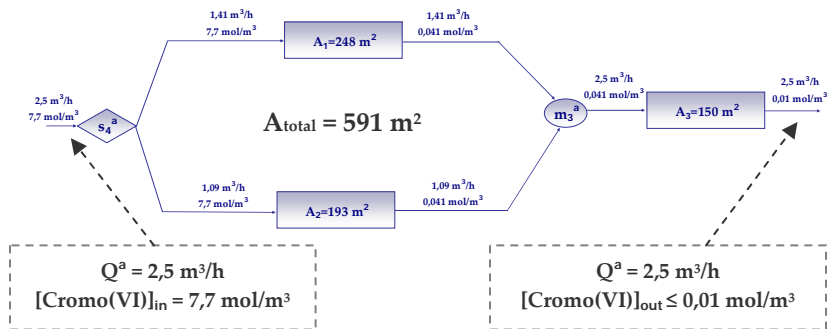 1,41 m³/h
7,7 mol/m³
A₁=248 m²
1,41 m³/h
0,041 mol/m³
2,5 m³/h
7,7 mol/m³
s₄ᵃ
A_total = 591 m²
m₃ᵃ
2,5 m³/h
0,041 mol/m³
A₃=150 m²
2,5 m³/h
0,01 mol/m³
1,09 m³/h
7,7 mol/m³
A₂=193 m²
1,09 m³/h
0,041 mol/m³
Qᵃ = 2,5 m³/h
[Cromo(VI)]in = 7,7 mol/m³
Qᵃ = 2,5 m³/h
[Cromo(VI)]out ≤ 0,01 mol/m³